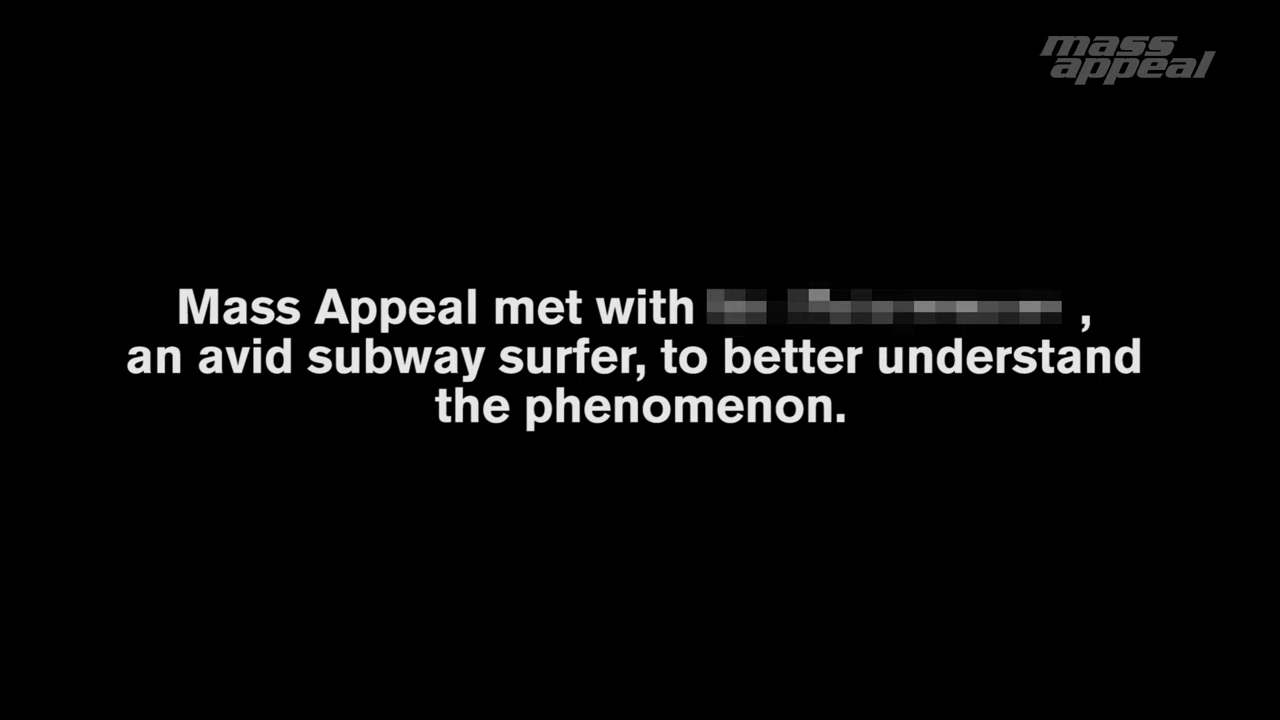 mass
appeal
Mass Appeal met with ,
an avid subway surfer, to better understand
the phenomenon.